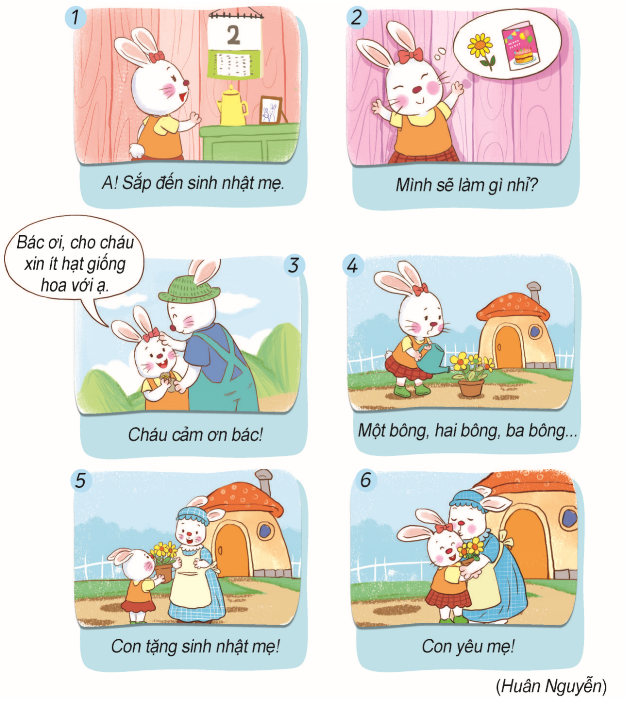 1
2
A! Sắp đến sinh nhật mẹ.
2
Mình sẽ làm gì nhỉ?
Bác ơi, cho cháu
xin ít hạt giống
hoa với ạ.
3
Cháu cảm ơn bác!
4
Một bông, hai bông, ba bông...
5
Con tặng sinh nhật mẹ!
6
Con yêu mẹ!
(Huân Nguyễn)